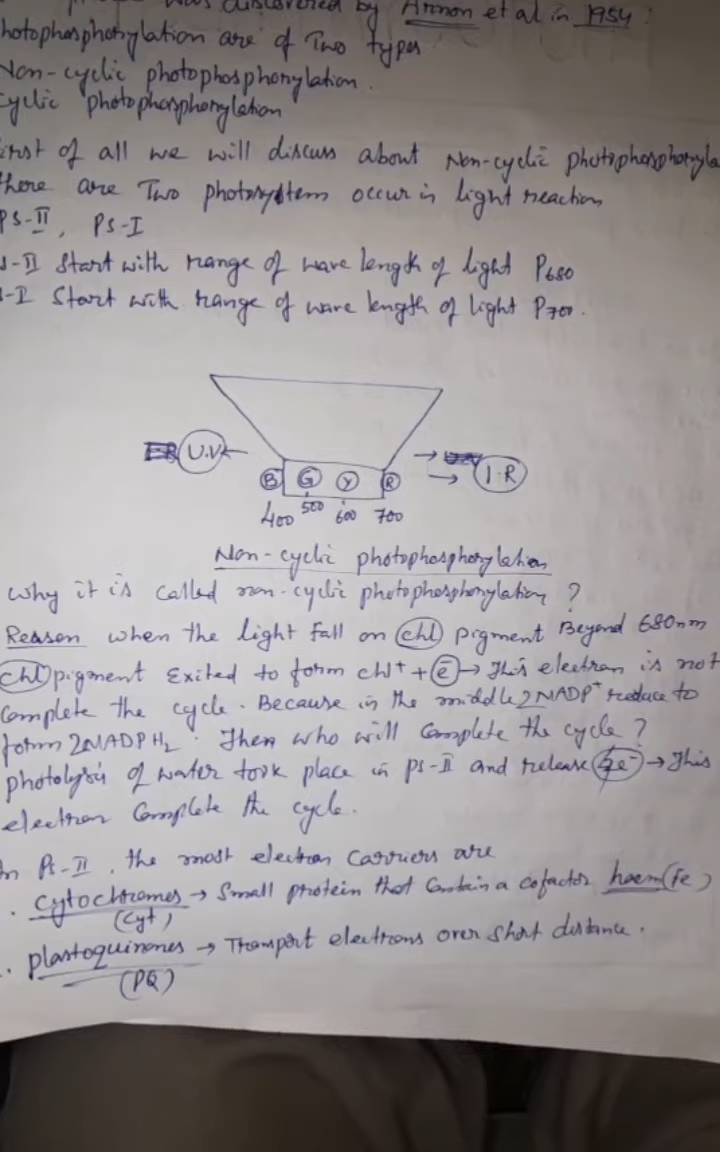 was discovered by Arnon et al in 1954.
hotophosphorylation are of Two types
Non-cyclic photophosphorylation.
cyclic photophosphorylation
irst of all we will discuss about Non-cyclic photophosphoryla
there are Two photosystem occur in light reaction
PS-II, PS-I
S-II Start with range of wave length of light P680
S-I Start with range of wave length of light P700.
U.V
I.R
B G Y R
400 500 600 700
Non-cyclic photophosphorylation
Why it is called non-cyclic photophosphorylation?
Reason when the light fall on chl pigment Beyond 680nm
chl pigment Exited to form chl+ + e- → This electron is not
Complete the cycle. Because in the middle 2NADP+ reduce to
form 2NADPH2. Then who will Complete the cycle?
photolysis of water took place in ps-II and release 4e- → This
electron Complete the cycle.
In Ps-II, the most electron Carriers are
. cytochromes → Small protein that Contain a cofactor haem(Fe)
(Cyt)
. plastoquinones → Transport electrons over Short distance.
(PQ)